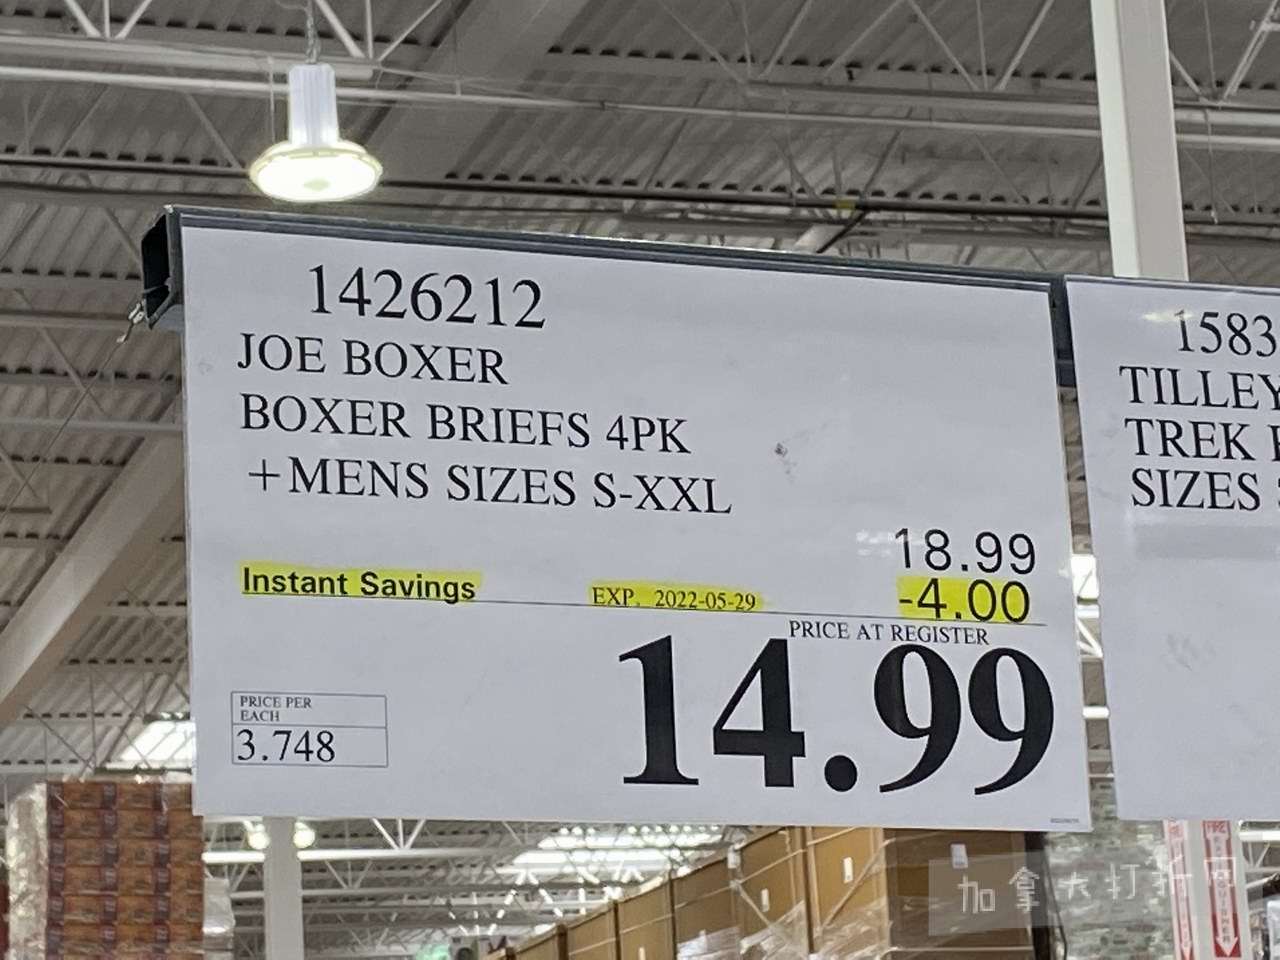 1426212
JOE BOXER
BOXER BRIEFS 4PK
+MENS SIZES S-XXL
18.99
Instant Savings EXP. 2022-05-29 -4.00
PRICE AT REGISTER
14.99
PRICE PER
EACH
3.748
1583
TILLEY
TREK
SIZES
加拿大打折网